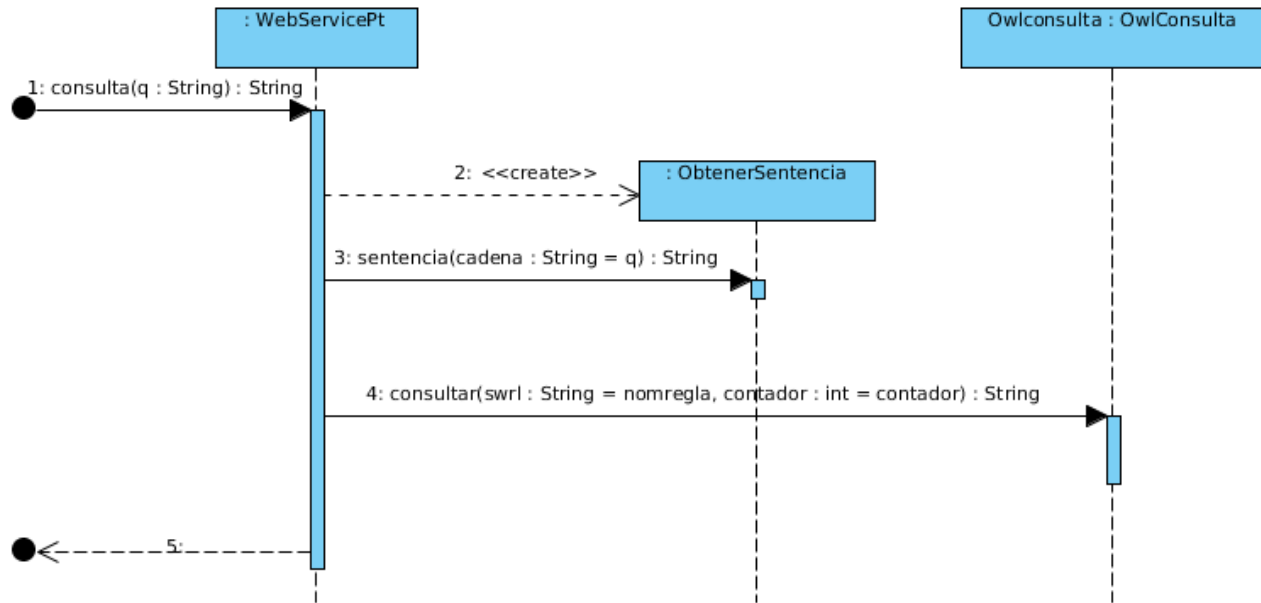 : WebServicePt
Owlconsulta : OwlConsulta
1: consulta(q : String) : String
2: <<create>>
: ObtenerSentencia
3: sentencia(cadena : String = q) : String
4: consultar(swrl : String = nomregla, contador : int = contador) : String
5: